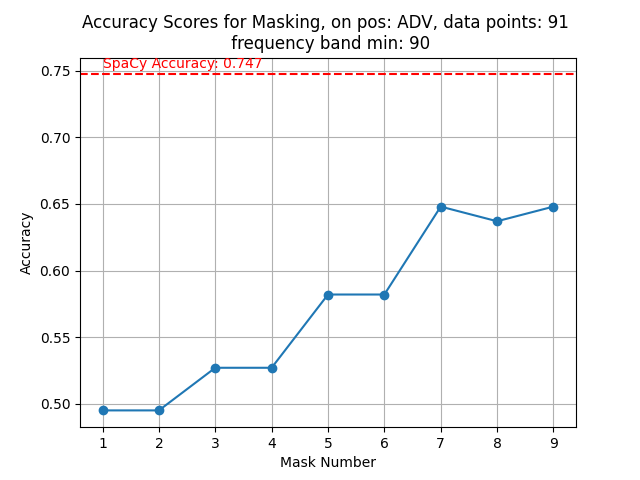 Accuracy Scores for Masking, on pos: ADV, data points: 91
frequency band min: 90
SpaCy Accuracy: 0.747
0.75
0.70
0.65
0.60
0.55
0.50
Accuracy
1 2 3 4 5 6 7 8 9
Mask Number